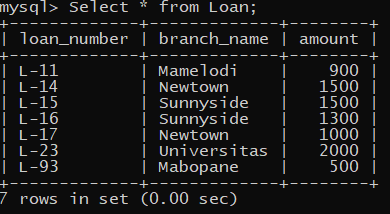 mysql> Select * from Loan;
+-------------+-------------+--------+
| loan_number | branch_name | amount |
+-------------+-------------+--------+
| L-11 | Mamelodi | 900 |
| L-14 | Newtown | 1500 |
| L-15 | Sunnyside | 1500 |
| L-16 | Sunnyside | 1300 |
| L-17 | Newtown | 1000 |
| L-23 | Universitas | 2000 |
| L-93 | Mabopane | 500 |
+-------------+-------------+--------+
7 rows in set (0.00 sec)